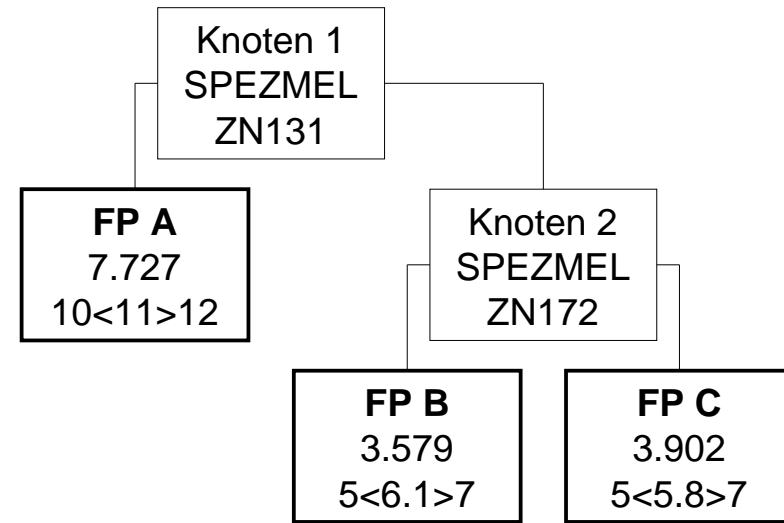 Knoten 1
SPEZMEL
ZN131
FP A
7.727
10<11>12
Knoten 2
SPEZMEL
ZN172
FP B
3.579
5<6.1>7
FP C
3.902
5<5.8>7